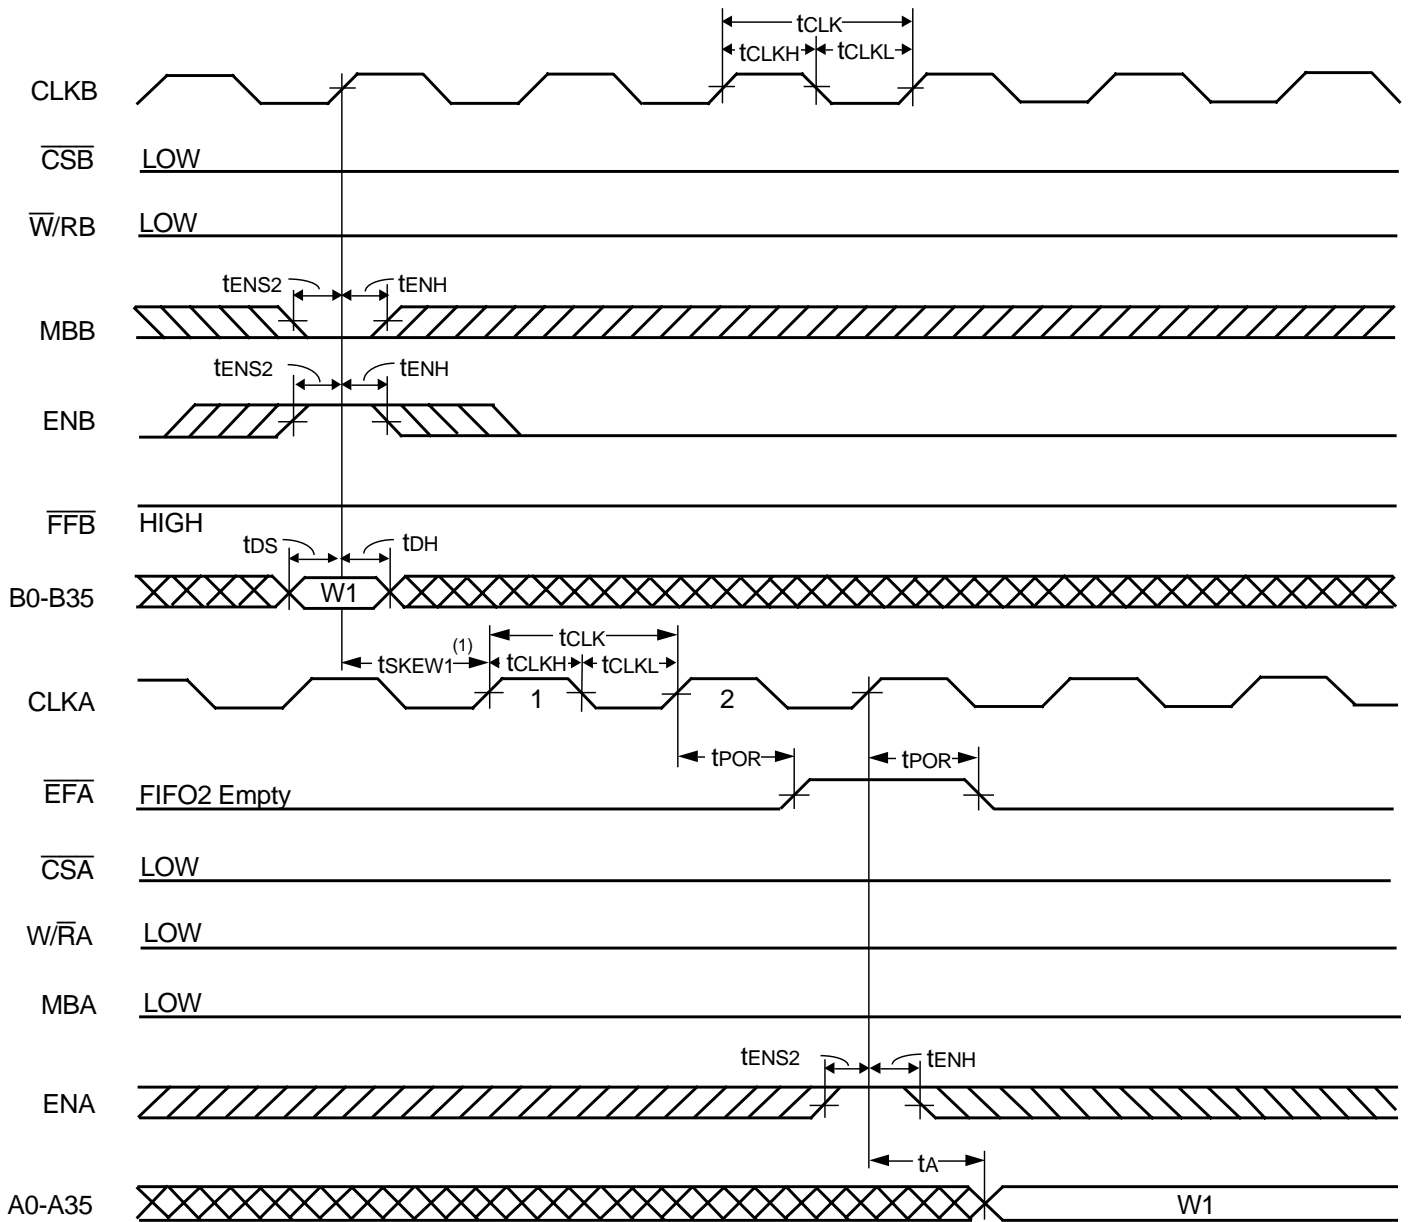 tCLK
tCLKH tCLKL
CLKB
CSB LOW
W/RB LOW
tENS2 tENH
MBB
tENS2 tENH
ENB
FFB HIGH
tDS tDH
B0-B35 W1
tCLK
tSKEW1(1) tCLKH tCLKL
CLKA 1 2
tPOR tPOR
EFA FIFO2 Empty
CSA LOW
W/RA LOW
MBA LOW
tENS2 tENH
ENA
tA
A0-A35 W1